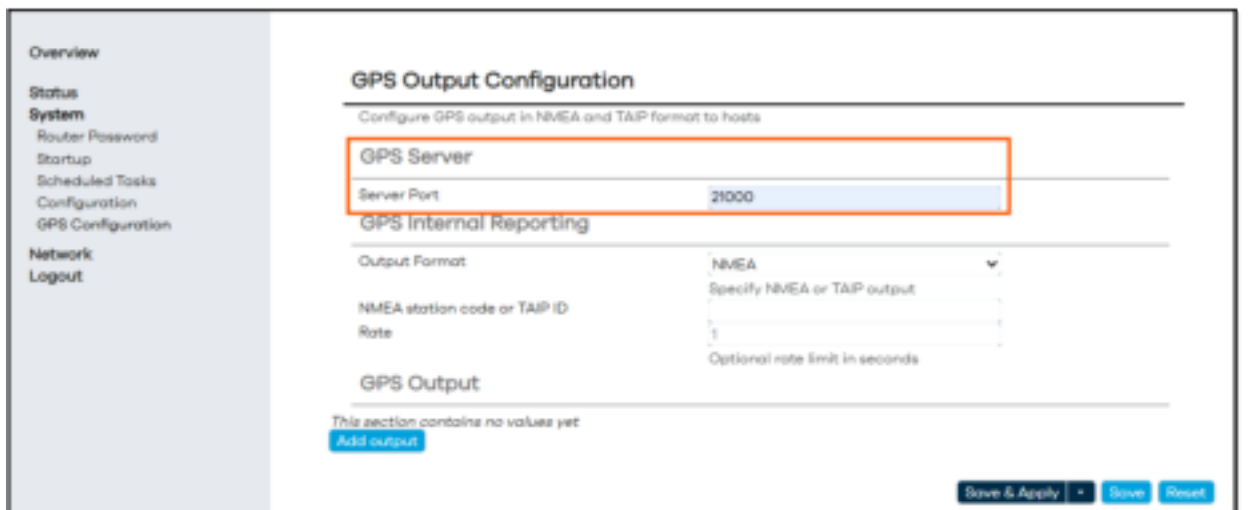 Overview
Status
System
Router Password
Startup
Scheduled Tasks
Configuration
GPS Configuration
Network
Logout
GPS Output Configuration
Configure GPS output in NMEA and TAIP format to hosts
GPS Server
Server Port 21000
GPS Internal Reporting
Output Format NMEA
Specify NMEA or TAIP output
NMEA station code or TAIP ID
Rate 1
Optional rate limit in seconds
GPS Output
This section contains no values yet
Add output
Save & Apply Save Reset